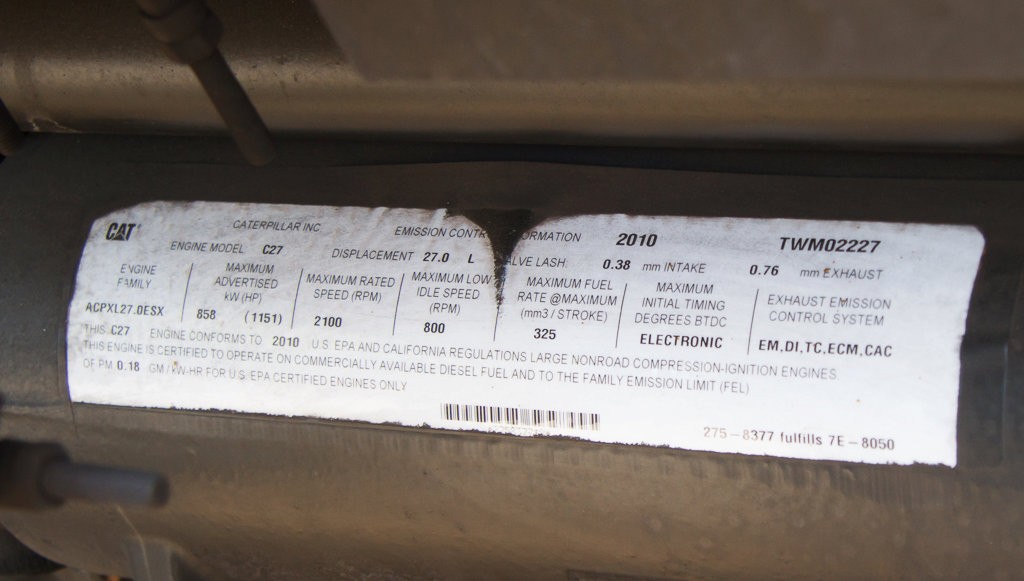 CAT CATERPILLAR INC EMISSION CONTR ORMATION 2010 TWM02227
ENGINE MODEL C27 DISPLACEMENT 27.0 L ALVE LASH: 0.38 mm INTAKE 0.76 mm EXHAUST
ENGINE FAMILY
ACPXL27.0ESX
MAXIMUM ADVERTISED kW (HP)
858 (1151)
MAXIMUM RATED SPEED (RPM)
2100
MAXIMUM LOW IDLE SPEED (RPM)
800
MAXIMUM FUEL RATE @MAXIMUM (mm3 / STROKE)
325
MAXIMUM INITIAL TIMING DEGREES BTDC
ELECTRONIC
EXHAUST EMISSION CONTROL SYSTEM
EM,DI,TC,ECM,CAC
THIS C27 ENGINE CONFORMS TO 2010 U.S. EPA AND CALIFORNIA REGULATIONS LARGE NONROAD COMPRESSION-IGNITION ENGINES
THIS ENGINE IS CERTIFIED TO OPERATE ON COMMERCIALLY AVAILABLE DIESEL FUEL AND TO THE FAMILY EMISSION LIMIT (FEL)
OF PM 0.18 GM / KW-HR FOR U.S. EPA CERTIFIED ENGINES ONLY
275-8377 fulfills 7E-8050